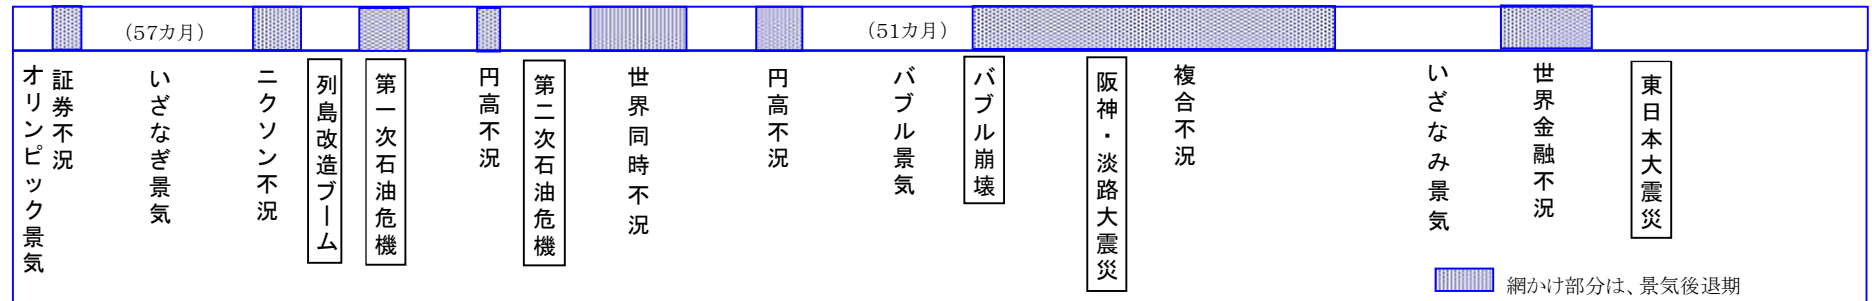 （57カ月）
（51カ月）
オリンピック景気
証券不況
いざなぎ景気
ニクソン不況
列島改造ブーム
第一次石油危機
円高不況
第二次石油危機
世界同時不況
円高不況
バブル景気
バブル崩壊
阪神・淡路大震災
複合不況
いざなみ景気
世界金融不況
東日本大震災
網かけ部分は、景気後退期